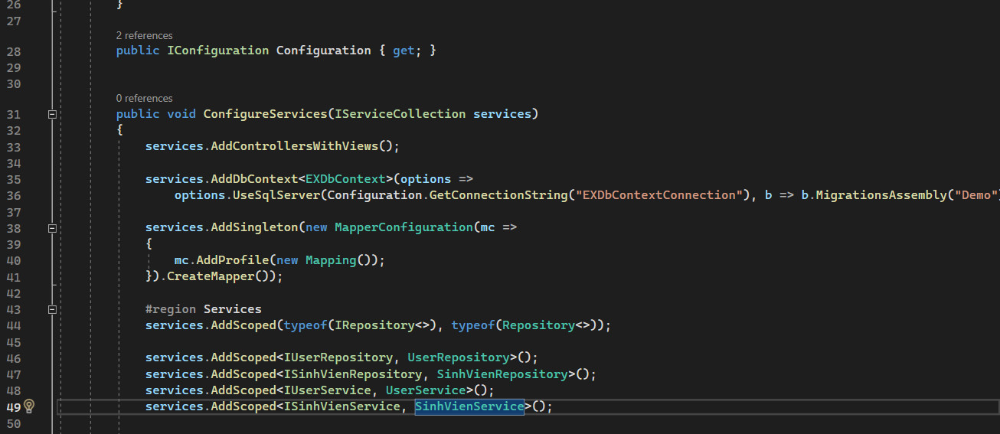 26 }
27
2 references
28 public IConfiguration Configuration { get; }
29
30
0 references
31 public void ConfigureServices(IServiceCollection services)
32 {
33 services.AddControllersWithViews();
34
35 services.AddDbContext<EXDbContext>(options =>
36 options.UseSqlServer(Configuration.GetConnectionString("EXDbContextConnection"), b => b.MigrationsAssembly("Demo")
37
38 services.AddSingleton(new MapperConfiguration(mc =>
39 {
40 mc.AddProfile(new Mapping());
41 }).CreateMapper());
42
43 #region Services
44 services.AddScoped(typeof(IRepository<>), typeof(Repository<>));
45
46 services.AddScoped<IUserRepository, UserRepository>();
47 services.AddScoped<ISinhVienRepository, SinhVienRepository>();
48 services.AddScoped<IUserService, UserService>();
49 services.AddScoped<ISinhVienService, SinhVienService>();
50